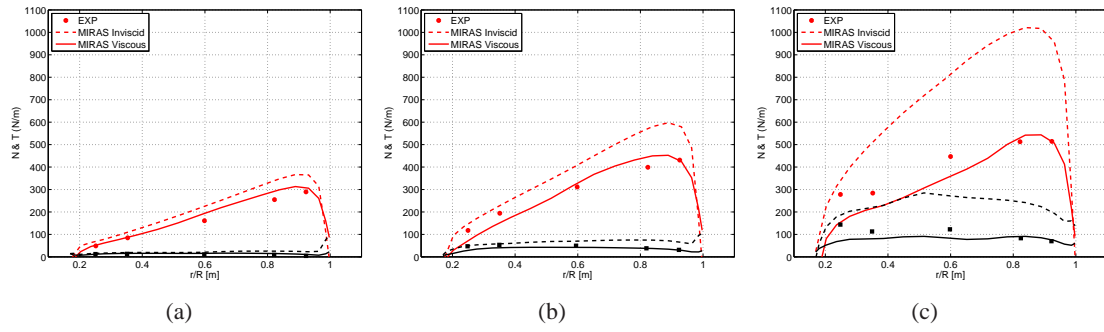 1100
1000
900
800
700
600
500
400
300
200
100
0
N & T (N/m)
EXP
MIRAS Inviscid
MIRAS Viscous
0.2 0.4 0.6 0.8 1
r/R [m]
(a)
1100
1000
900
800
700
600
500
400
300
200
100
0
N & T (N/m)
EXP
MIRAS Inviscid
MIRAS Viscous
0.2 0.4 0.6 0.8 1
r/R [m]
(b)
1100
1000
900
800
700
600
500
400
300
200
100
0
N & T (N/m)
EXP
MIRAS Inviscid
MIRAS Viscous
0.2 0.4 0.6 0.8 1
r/R [m]
(c)